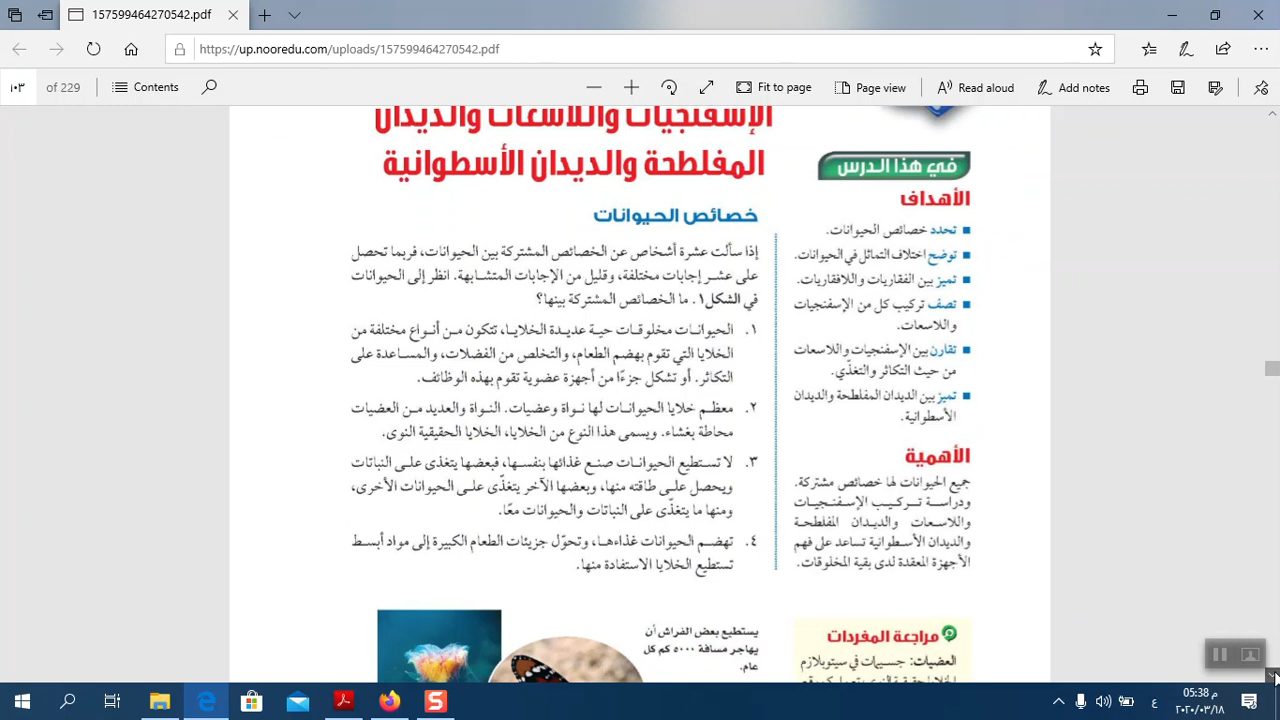 157599464270542.pdf
https://up.nooredu.com/uploads/157599464270542.pdf
١٠٣ of 229
Contents
Fit to page
Page view
Read aloud
Add notes
الإسفنجيات واللاسعات والديدان
المفلطحة والديدان الأسطوانية
خصائص الحيوانات
إذا سألت عشرة أشخاص عن الخصائص المشتركة بين الحيوانات، فربما تحصل
على عشر إجابات مختلفة، وقليل من الإجابات المتشابهة. انظر إلى الحيوانات
في الشكل١. ما الخصائص المشتركة بينها؟
١. الحيوانات مخلوقات حية عديدة الخلايا، تتكون من أنواع مختلفة من
الخلايا التي تقوم بهضم الطعام، والتخلص من الفضلات، والمساعدة على
التكاثر. أو تشكل جزءًا من أجهزة عضوية تقوم بهذه الوظائف.
٢. معظم خلايا الحيوانات لها نواة وعضيات. النواة والعديد من العضيات
محاطة بغشاء. ويسمى هذا النوع من الخلايا، الخلايا الحقيقية النوى.
٣. لا تستطيع الحيوانات صنع غذائها بنفسها، فبعضها يتغذى على النباتات
ويحصل على طاقته منها، وبعضها الآخر يتغذّى على الحيوانات الأخرى،
ومنها ما يتغذّى على النباتات والحيوانات معًا.
٤. تهضم الحيوانات غذاءها، وتحوّل جزيئات الطعام الكبيرة إلى مواد أبسط
تستطيع الخلايا الاستفادة منها.
يستطيع بعض الفراش أن
يهاجر مسافة ٥٠٠٠ كم كل
عام.
في هذا الدرس
الأهداف
■ تحدد خصائص الحيوانات.
■ توضح اختلاف التماثل في الحيوانات.
■ تميز بين الفقاريات واللافقاريات.
■ تصف تركيب كل من الإسفنجيات
واللاسعات.
■ تقارن بين الإسفنجيات واللاسعات
من حيث التكاثر والتغذّي.
■ تميز بين الديدان المفلطحة والديدان
الأسطوانية.
الأهمية
جميع الحيوانات لها خصائص مشتركة.
ودراسة تركيب الإسفنجيات
واللاسعات والديدان المفلطحة
والديدان الأسطوانية تساعد على فهم
الأجهزة المعقدة لدى بقية المخلوقات.
مراجعة المفردات
العضيات: جسيمات في سيتوبلازم
05:38 م
٢٠٢٠/٠٣/١٨
ع